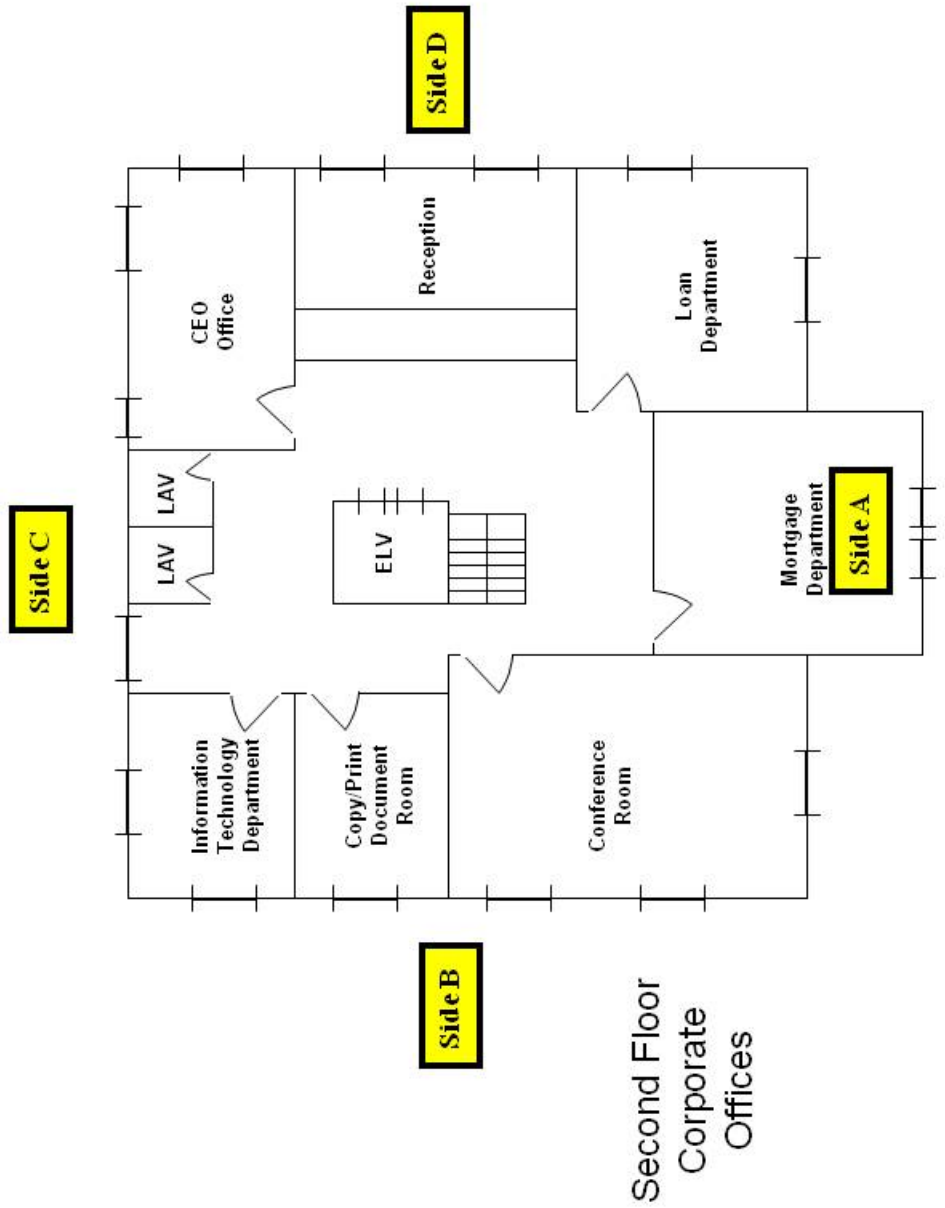 Side C
Side D
Side B
Side A
LAV
LAV
CEO
Office
Reception
ELV
Information
Technology
Department
Copy/Print
Document
Room
Conference
Room
Mortgage
Department
Loan
Department
Second Floor
Corporate
Offices